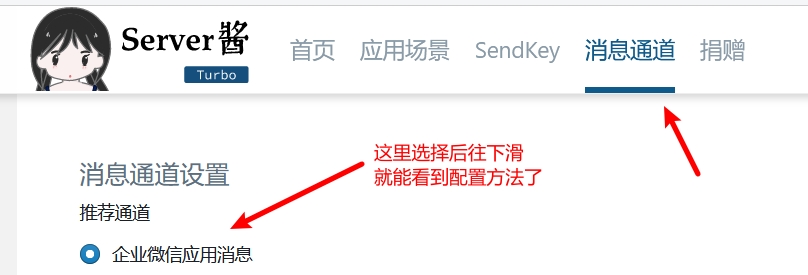 Server酱
Turbo
首页 应用场景 SendKey 消息通道 捐赠
这里选择后往下滑
就能看到配置方法了
消息通道设置
推荐通道
企业微信应用消息